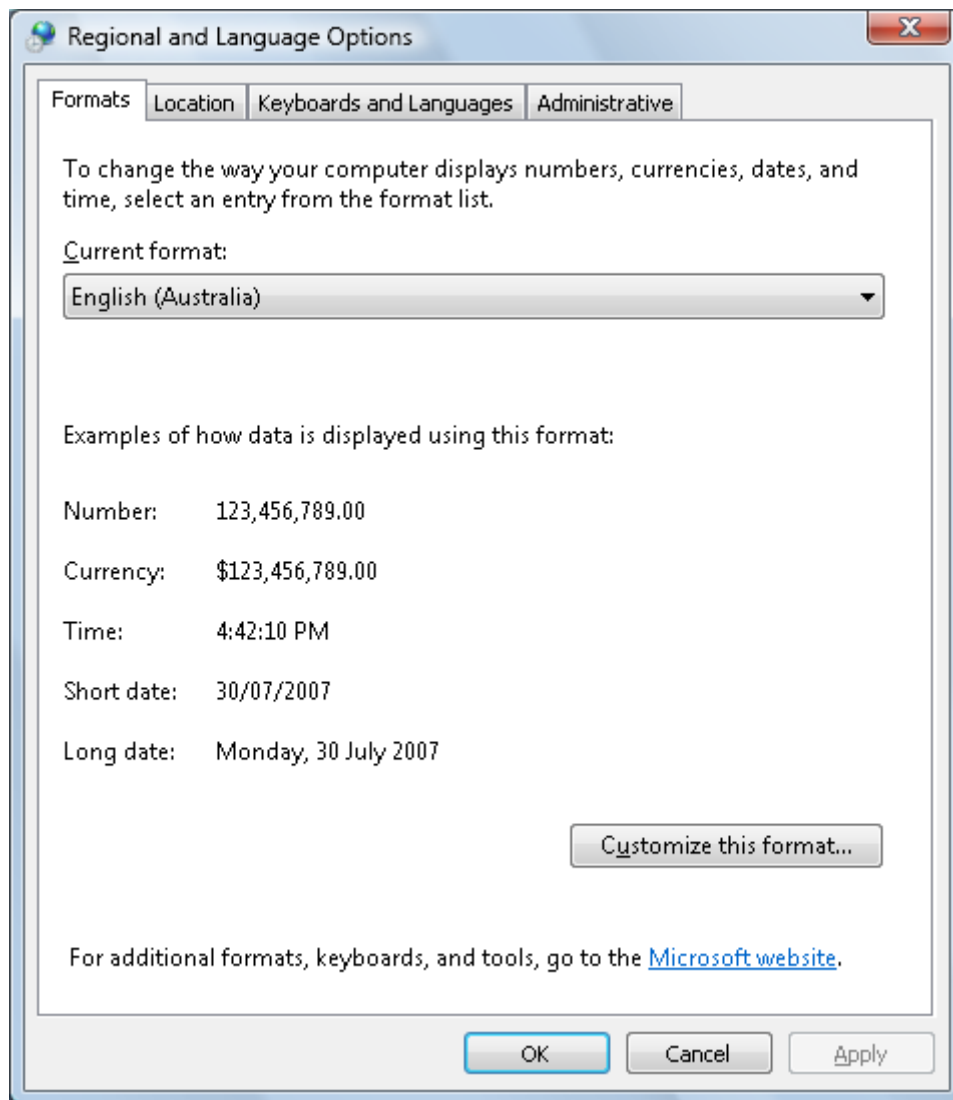 Regional and Language Options
Formats Location Keyboards and Languages Administrative
To change the way your computer displays numbers, currencies, dates, and
time, select an entry from the format list.
Current format:
English (Australia)
Examples of how data is displayed using this format:
Number: 123,456,789.00
Currency: $123,456,789.00
Time: 4:42:10 PM
Short date: 30/07/2007
Long date: Monday, 30 July 2007
Customize this format...
For additional formats, keyboards, and tools, go to the Microsoft website.
OK Cancel Apply